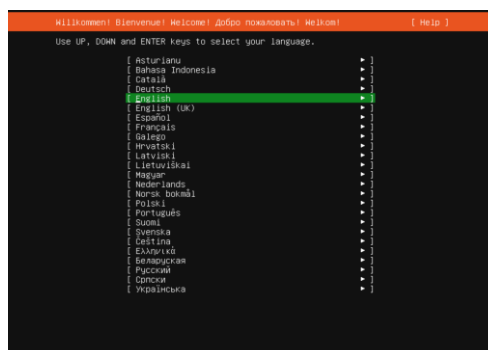 Willkommen! Bienvenue! Welcome! Добро пожаловать! Welkom! [ Help ]
Use UP, DOWN and ENTER keys to select your language.
[ Asturianu ► ]
[ Bahasa Indonesia ► ]
[ Català ► ]
[ Deutsch ► ]
[ English ► ]
[ English (UK) ► ]
[ Español ► ]
[ Français ► ]
[ Galego ► ]
[ Hrvatski ► ]
[ Latviski ► ]
[ Lietuviškai ► ]
[ Magyar ► ]
[ Nederlands ► ]
[ Norsk bokmål ► ]
[ Polski ► ]
[ Português ► ]
[ Suomi ► ]
[ Svenska ► ]
[ Čeština ► ]
[ Ελληνικά ► ]
[ Беларуская ► ]
[ Русский ► ]
[ Српски ► ]
[ Українська ► ]